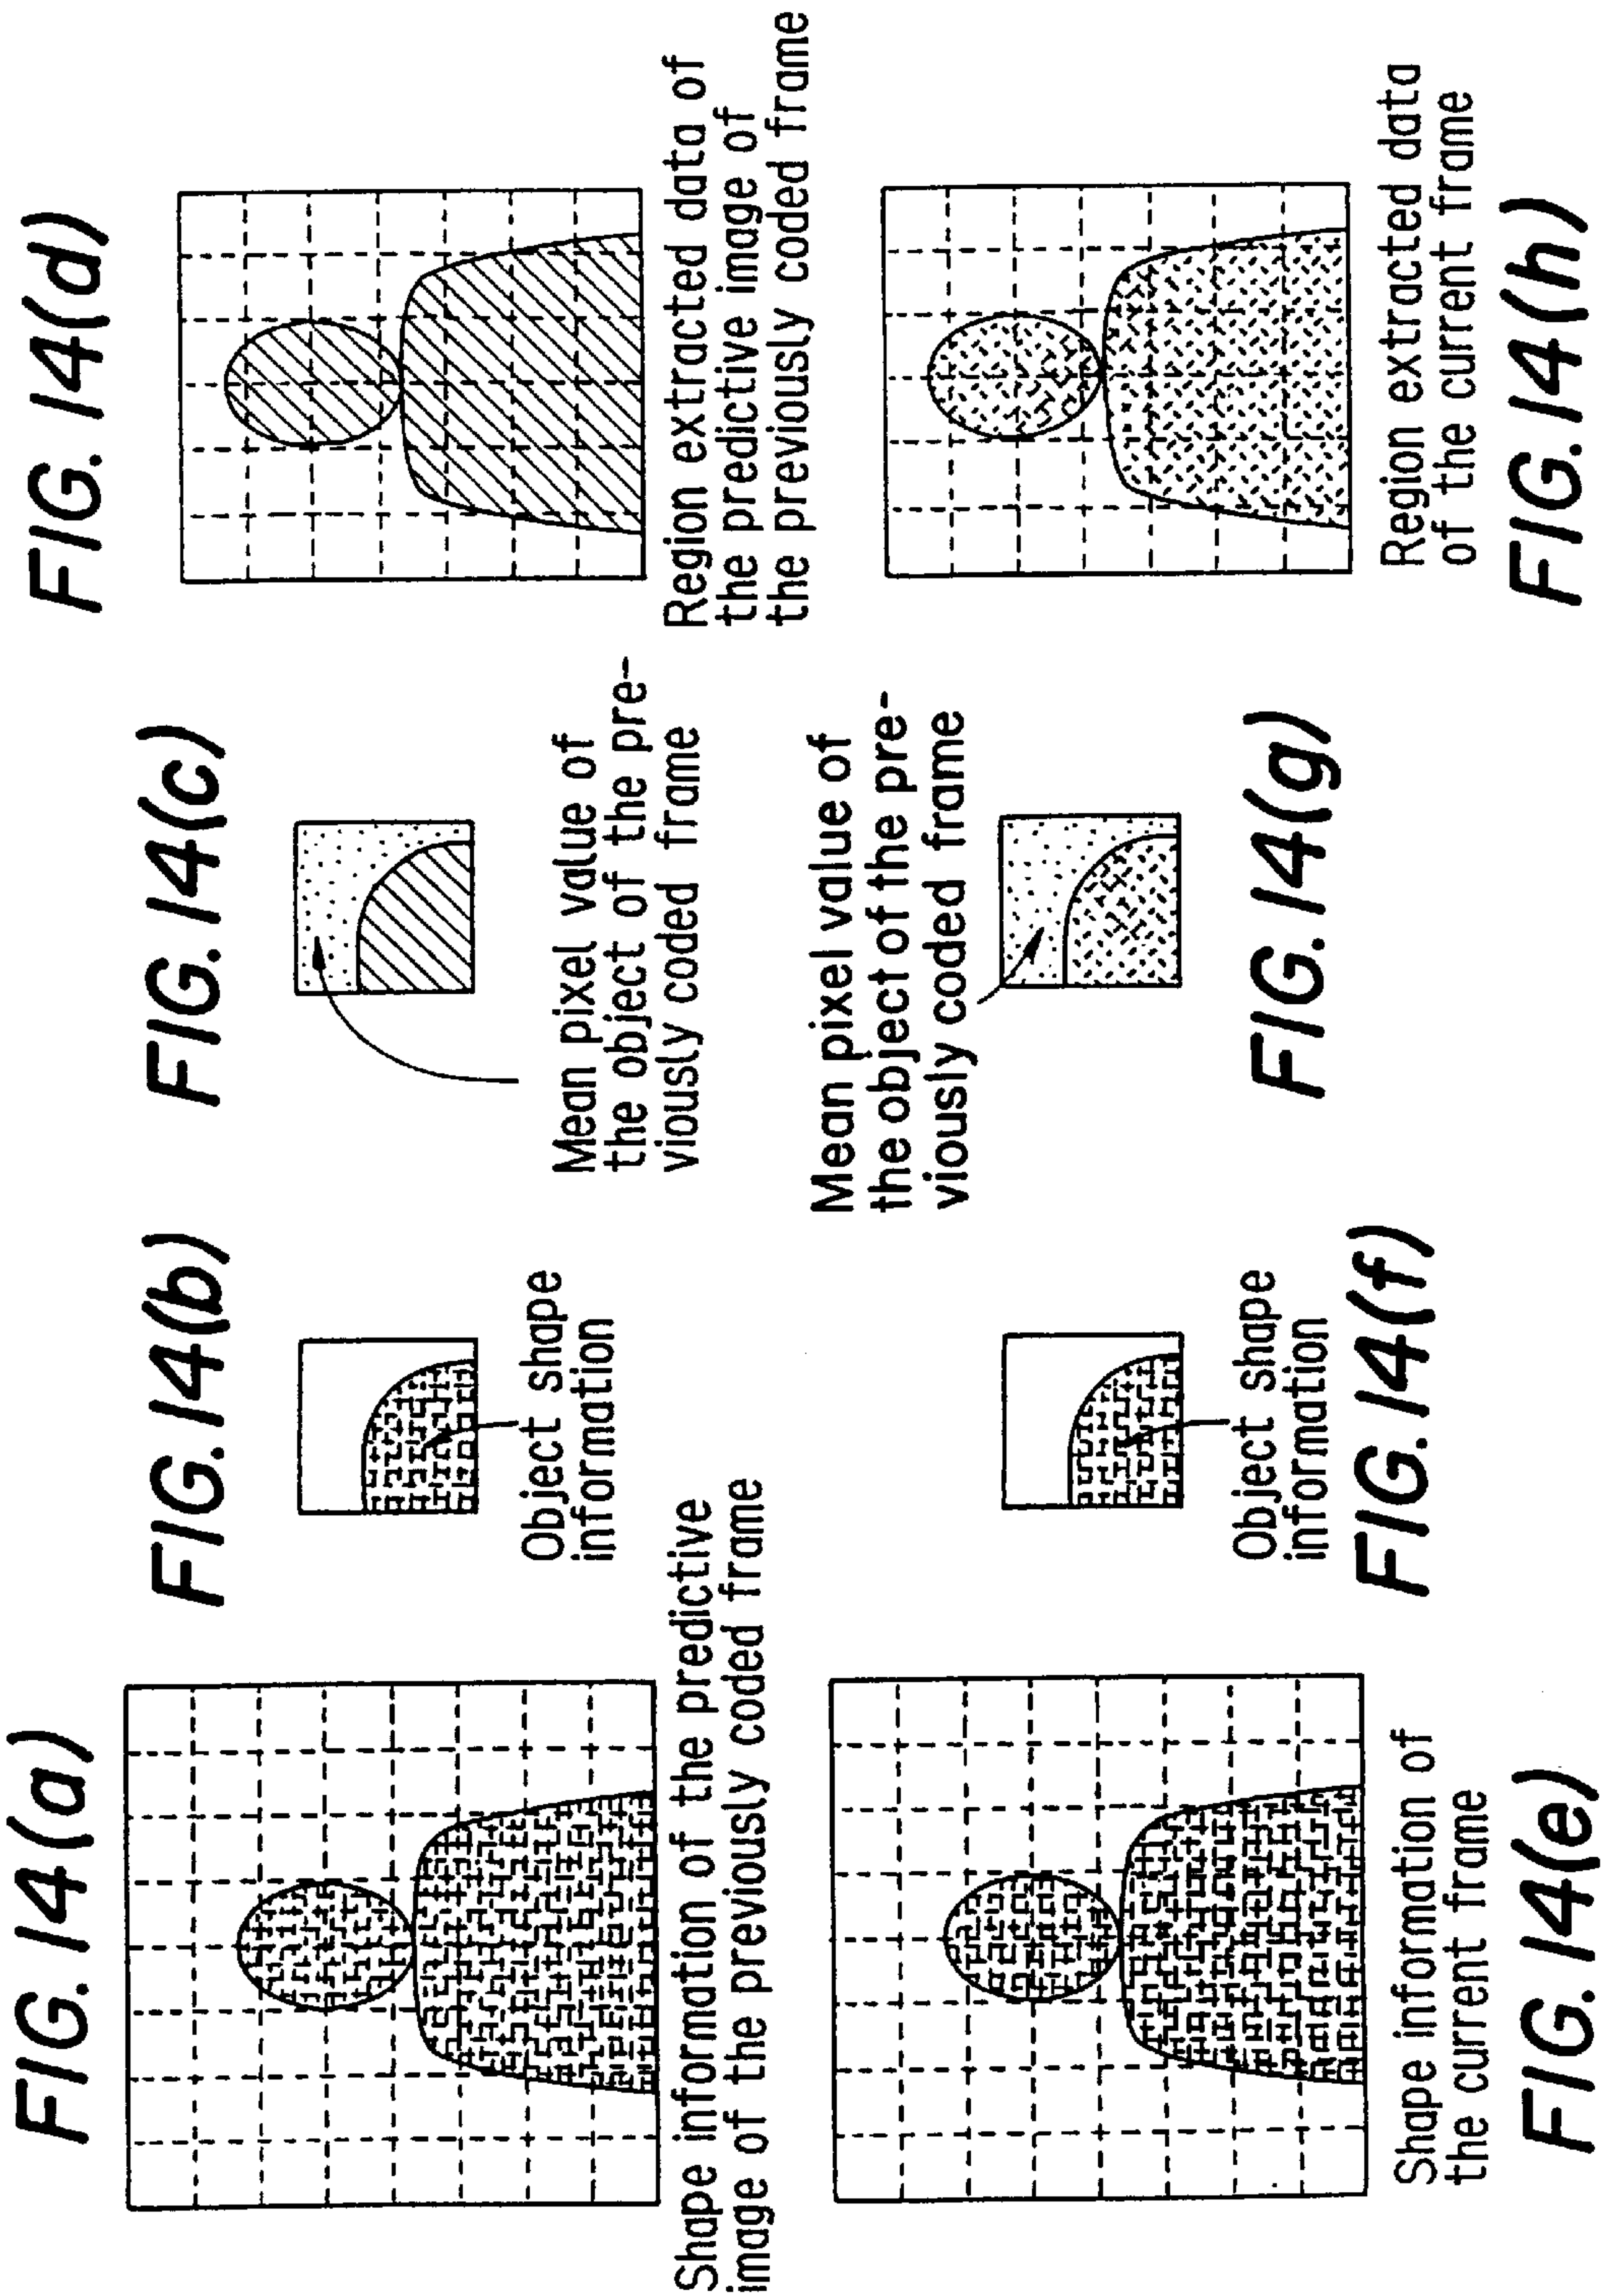 FIG. 14(a)
Shape information of the predictive
image of the previously coded frame
FIG. 14(b)
Object shape
information
FIG. 14(c)
Mean pixel value of
the object of the pre-
viously coded frame
FIG. 14(d)
Region extracted data of
the predictive image of
the previously coded frame
Shape information of
the current frame
FIG. 14(e)
Object shape
information
FIG. 14(f)
Mean pixel value of
the object of the pre-
viously coded frame
FIG. 14(g)
Region extracted data
of the current frame
FIG. 14(h)